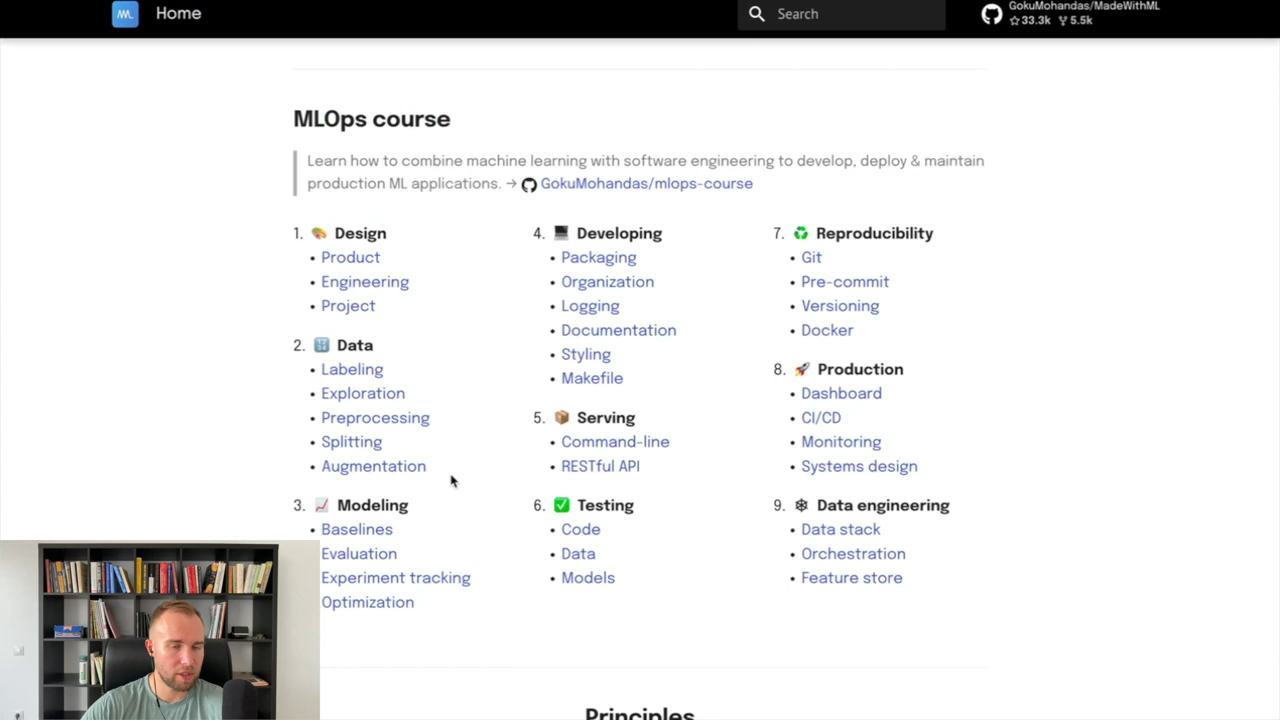 Home
Search
GokuMohandas/MadeWithML
33.3k 5.5k
MLOps course
Learn how to combine machine learning with software engineering to develop, deploy & maintain
production ML applications. → GokuMohandas/mlops-course
1. Design
• Product
• Engineering
• Project
2. Data
• Labeling
• Exploration
• Preprocessing
• Splitting
• Augmentation
3. Modeling
• Baselines
Evaluation
Experiment tracking
Optimization
4. Developing
• Packaging
• Organization
• Logging
• Documentation
• Styling
• Makefile
5. Serving
• Command-line
• RESTful API
6. Testing
• Code
• Data
• Models
7. Reproducibility
• Git
• Pre-commit
• Versioning
• Docker
8. Production
• Dashboard
• CI/CD
• Monitoring
• Systems design
9. Data engineering
• Data stack
• Orchestration
• Feature store
Principles